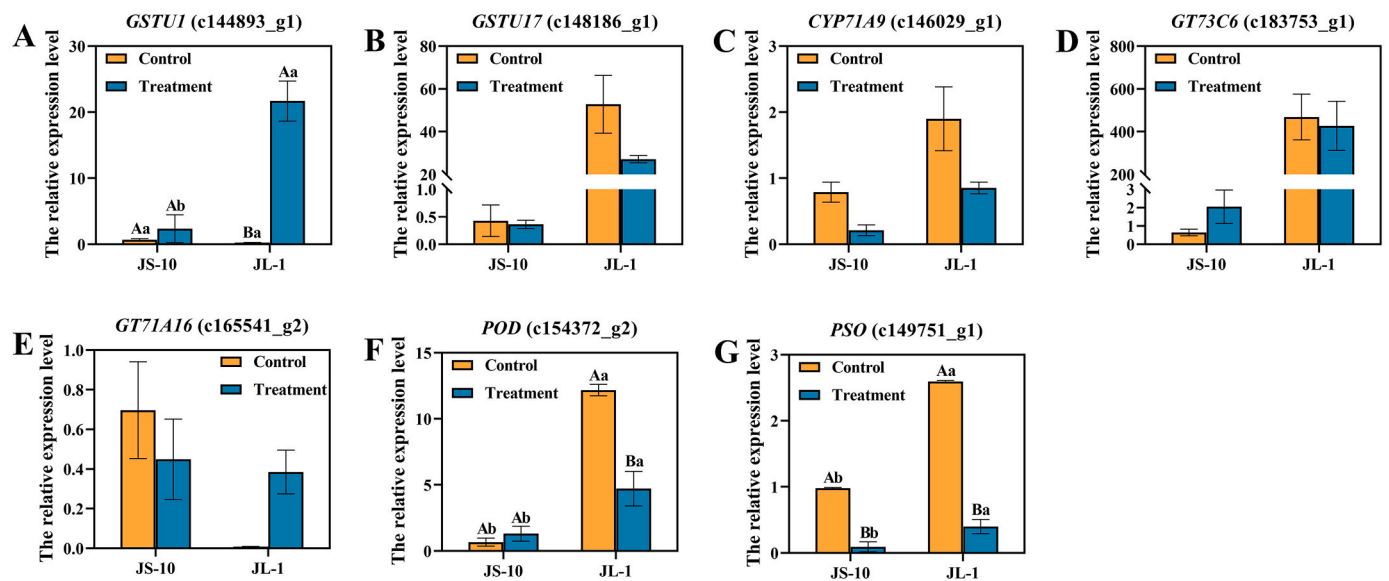 A
GSTU1 (c144893_g1)
The relative expression level
30
20
10
0
Control
Treatment
Aa
Ab
Ba
Aa
JS-10
JL-1
B
GSTU17 (c148186_g1)
The relative expression level
80
60
40
20
1.0
0.5
0.0
Control
Treatment
JS-10
JL-1
C
CYP71A9 (c146029_g1)
The relative expression level
3
2
1
0
Control
Treatment
JS-10
JL-1
D
GT73C6 (c183753_g1)
The relative expression level
800
600
400
200
3
2
1
0
Control
Treatment
JS-10
JL-1
E
GT71A16 (c165541_g2)
The relative expression level
1.0
0.8
0.6
0.4
0.2
0.0
Control
Treatment
JS-10
JL-1
F
POD (c154372_g2)
The relative expression level
15
10
5
0
Control
Treatment
Ab
Ab
Aa
Ba
JS-10
JL-1
G
PSO (c149751_g1)
The relative expression level
3
2
1
0
Control
Treatment
Ab
Bb
Aa
Ba
JS-10
JL-1